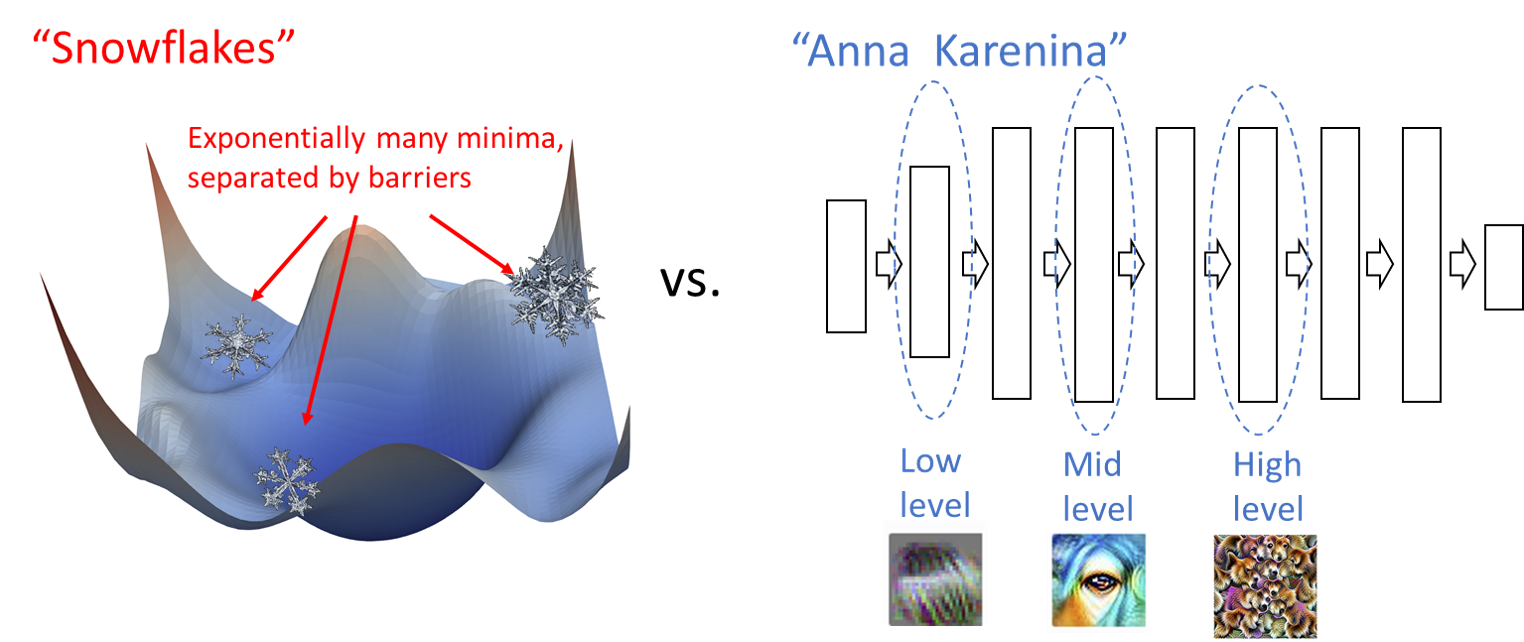 “Snowflakes”
Exponentially many minima,
separated by barriers
vs.
“Anna Karenina”
Low
level
Mid
level
High
level